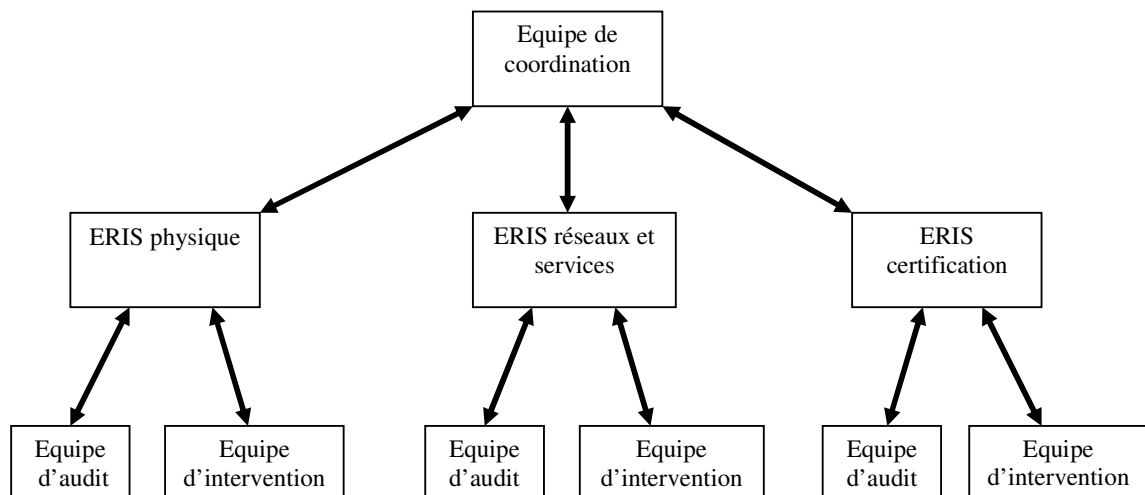 Equipe de
coordination
ERIS physique
ERIS réseaux et
services
ERIS
certification
Equipe
d’audit
Equipe
d’intervention
Equipe
d’audit
Equipe
d’intervention
Equipe
d’audit
Equipe
d’intervention